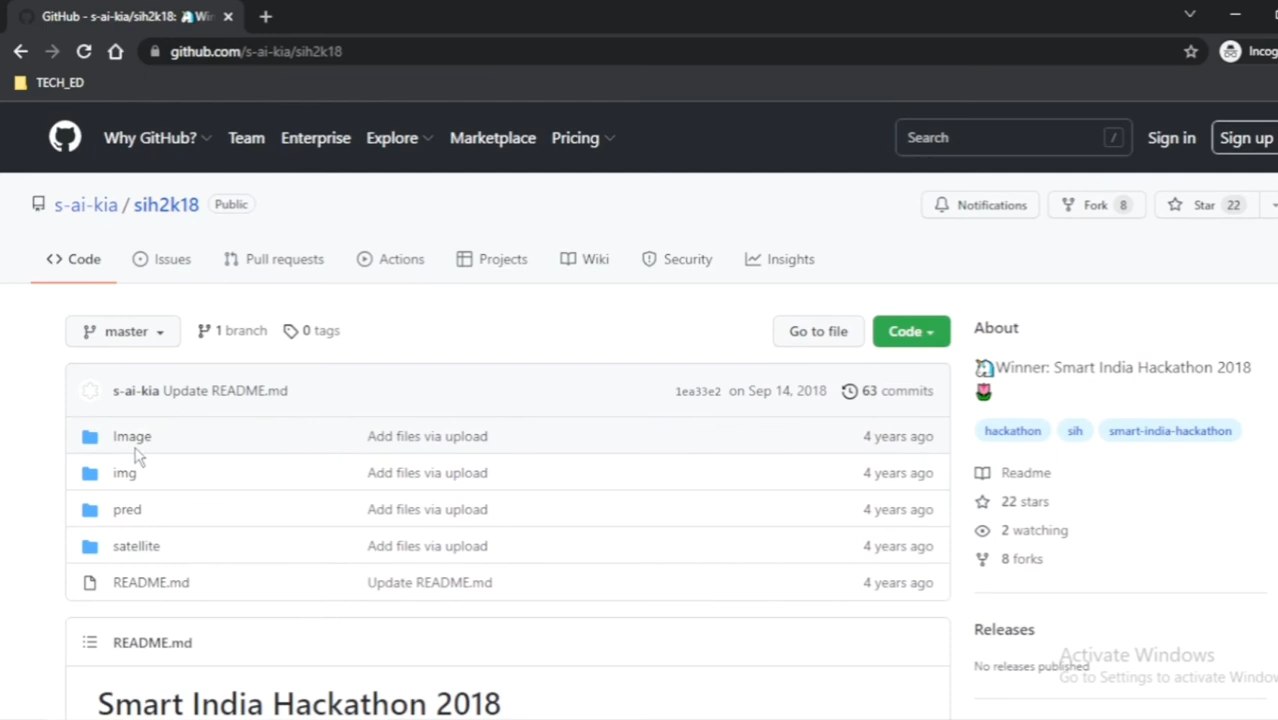 GitHub - s-ai-kia/sih2k18: Wi
github.com/s-ai-kia/sih2k18
Incog
TECH_ED
Why GitHub? Team Enterprise Explore Marketplace Pricing Search / Sign in Sign up
s-ai-kia / sih2k18 Public Notifications Fork 8 Star 22
<> Code Issues Pull requests Actions Projects Wiki Security Insights
master 1 branch 0 tags Go to file Code
s-ai-kia Update README.md 1ea33e2 on Sep 14, 2018 63 commits
Image Add files via upload 4 years ago
img Add files via upload 4 years ago
pred Add files via upload 4 years ago
satellite Add files via upload 4 years ago
README.md Update README.md 4 years ago
README.md
Smart India Hackathon 2018
About
Winner: Smart India Hackathon 2018
hackathon sih smart-india-hackathon
Readme
22 stars
2 watching
8 forks
Releases
No releases published
Activate Windows
Go to Settings to activate Window